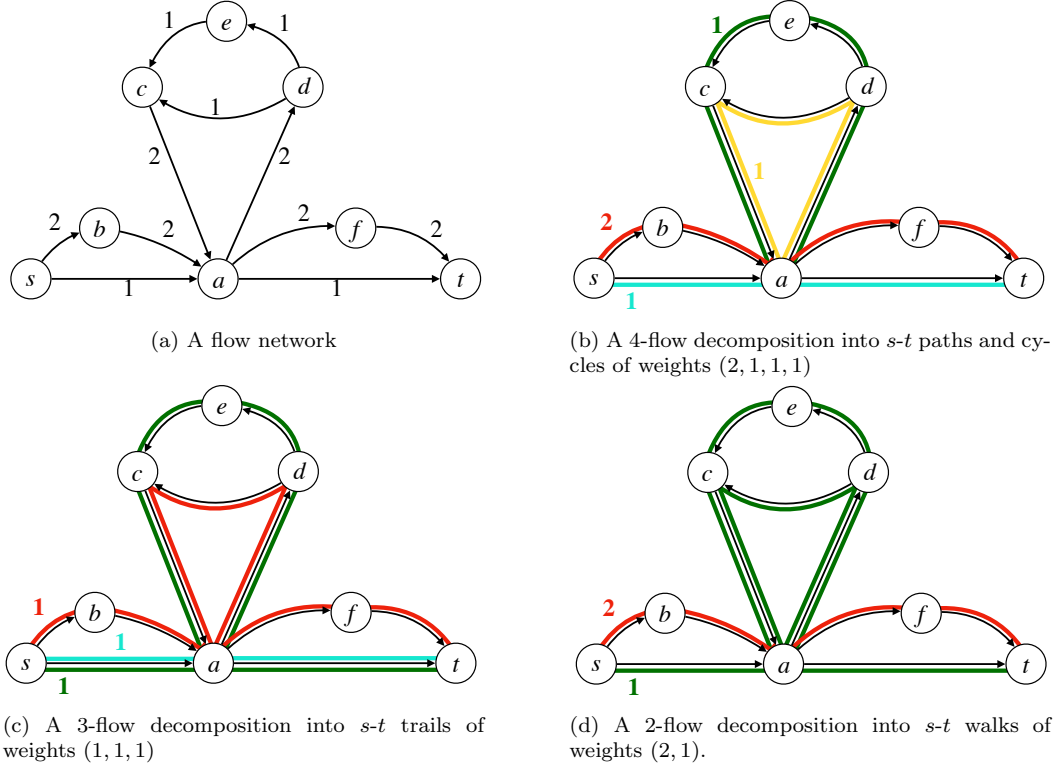 e
1
1
c
d
1
2
2
b
2
2
2
f
2
s
a
t
1
1
(a) A flow network
e
1
c
d
1
2
b
f
s
a
t
1
(b) A 4-flow decomposition into s-t paths and cy-
cles of weights (2, 1, 1, 1)
e
c
d
1
b
1
f
s
a
t
1
(c) A 3-flow decomposition into s-t trails of
weights (1, 1, 1)
e
c
d
2
b
f
s
a
t
1
(d) A 2-flow decomposition into s-t walks of
weights (2, 1).